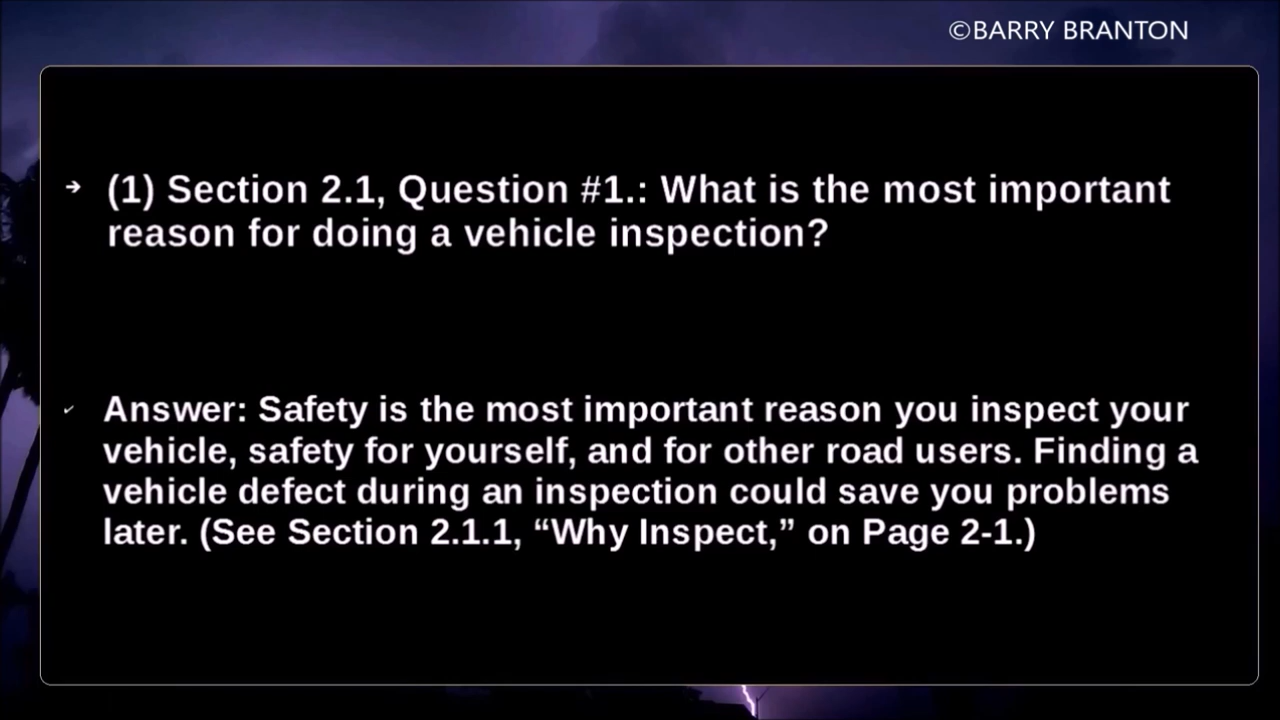 ©BARRY BRANTON
(1) Section 2.1, Question #1.: What is the most important
reason for doing a vehicle inspection?
Answer: Safety is the most important reason you inspect your
vehicle, safety for yourself, and for other road users. Finding a
vehicle defect during an inspection could save you problems
later. (See Section 2.1.1, “Why Inspect,” on Page 2-1.)